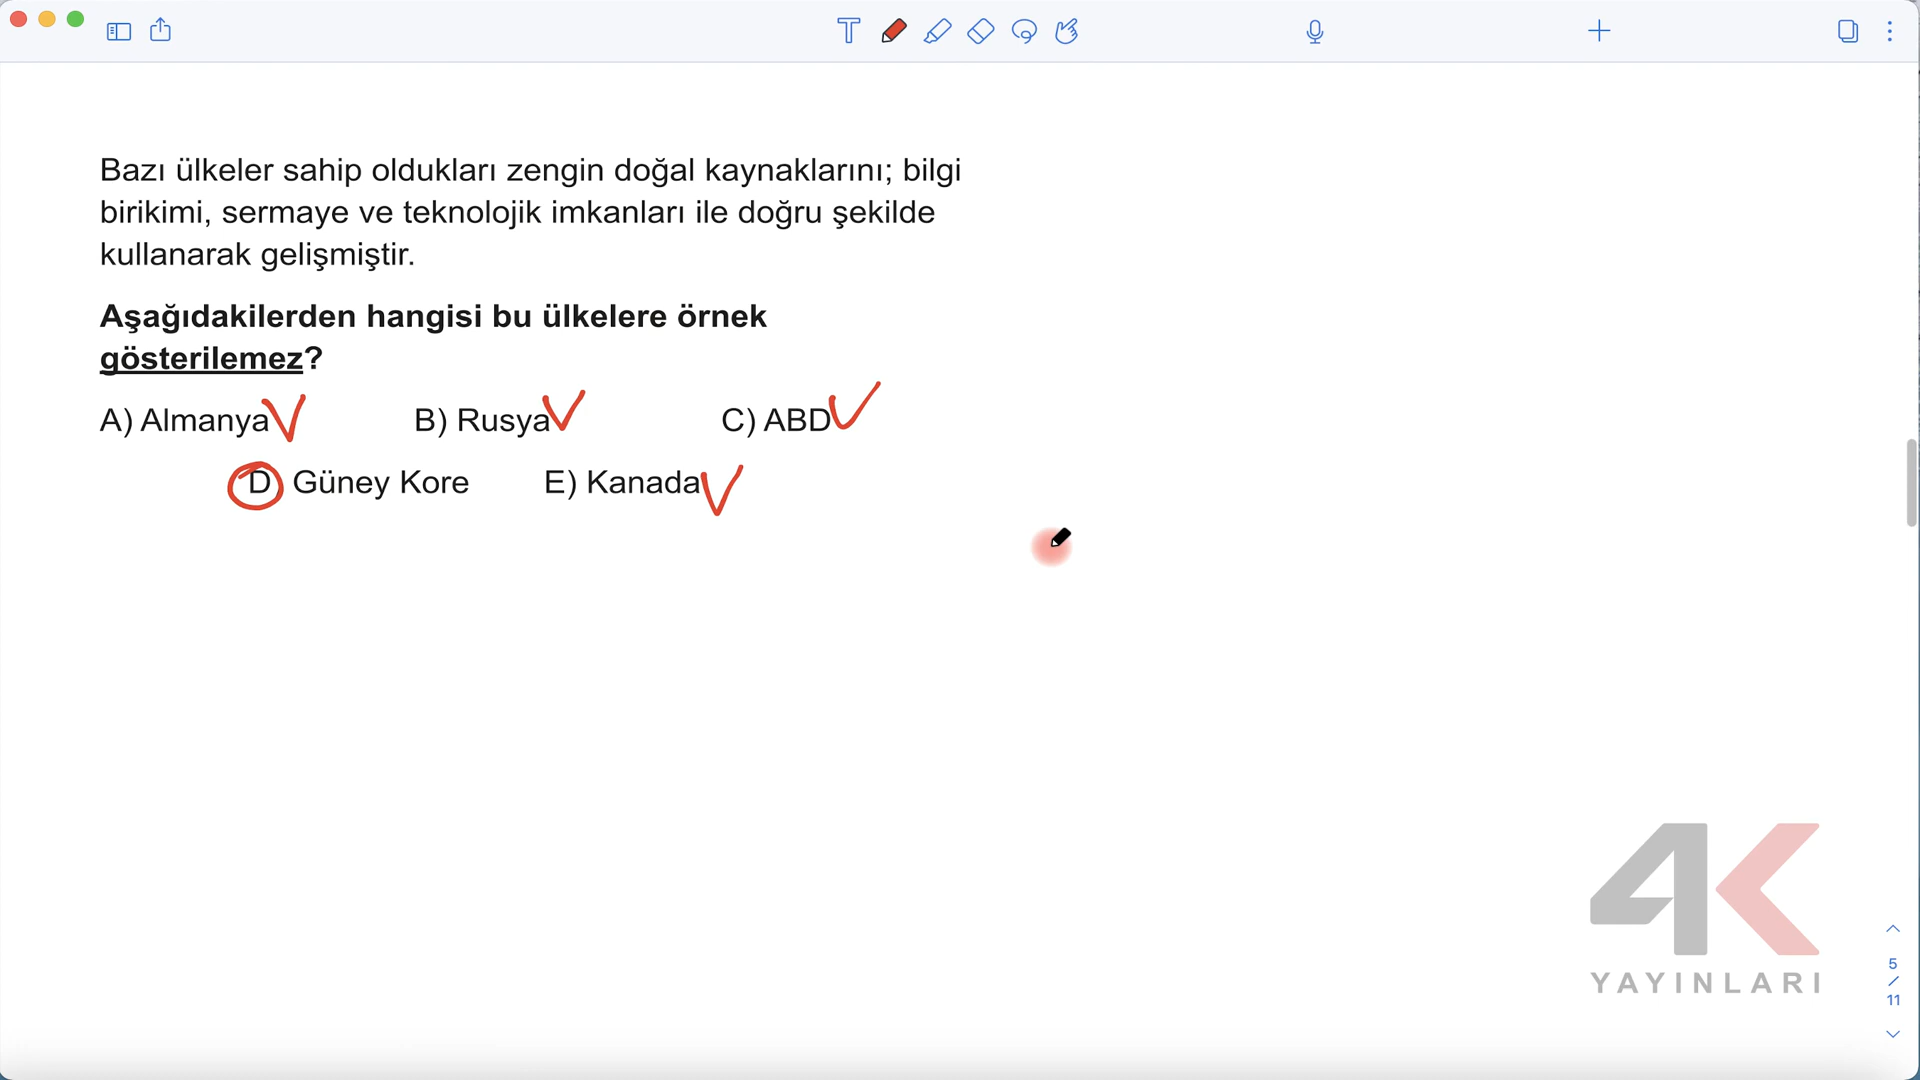 Bazı ülkeler sahip oldukları zengin doğal kaynaklarını; bilgi
birikimi, sermaye ve teknolojik imkanları ile doğru şekilde
kullanarak gelişmiştir.
Aşağıdakilerden hangisi bu ülkelere örnek
gösterilemez?
A) Almanya B) Rusya C) ABD
D) Güney Kore E) Kanada
4K
YAYINLARI
5
/
11